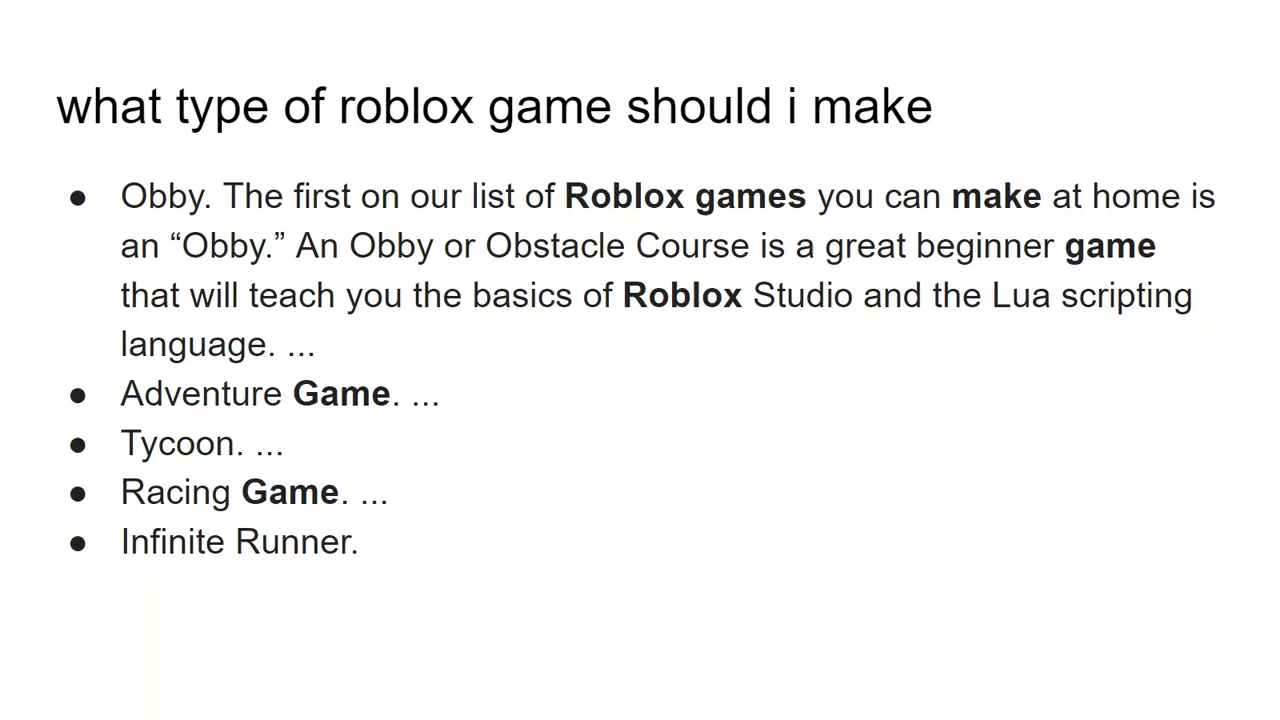 what type of roblox game should i make
● Obby. The first on our list of Roblox games you can make at home is
an “Obby.” An Obby or Obstacle Course is a great beginner game
that will teach you the basics of Roblox Studio and the Lua scripting
language. ...
● Adventure Game. ...
● Tycoon. ...
● Racing Game. ...
● Infinite Runner.